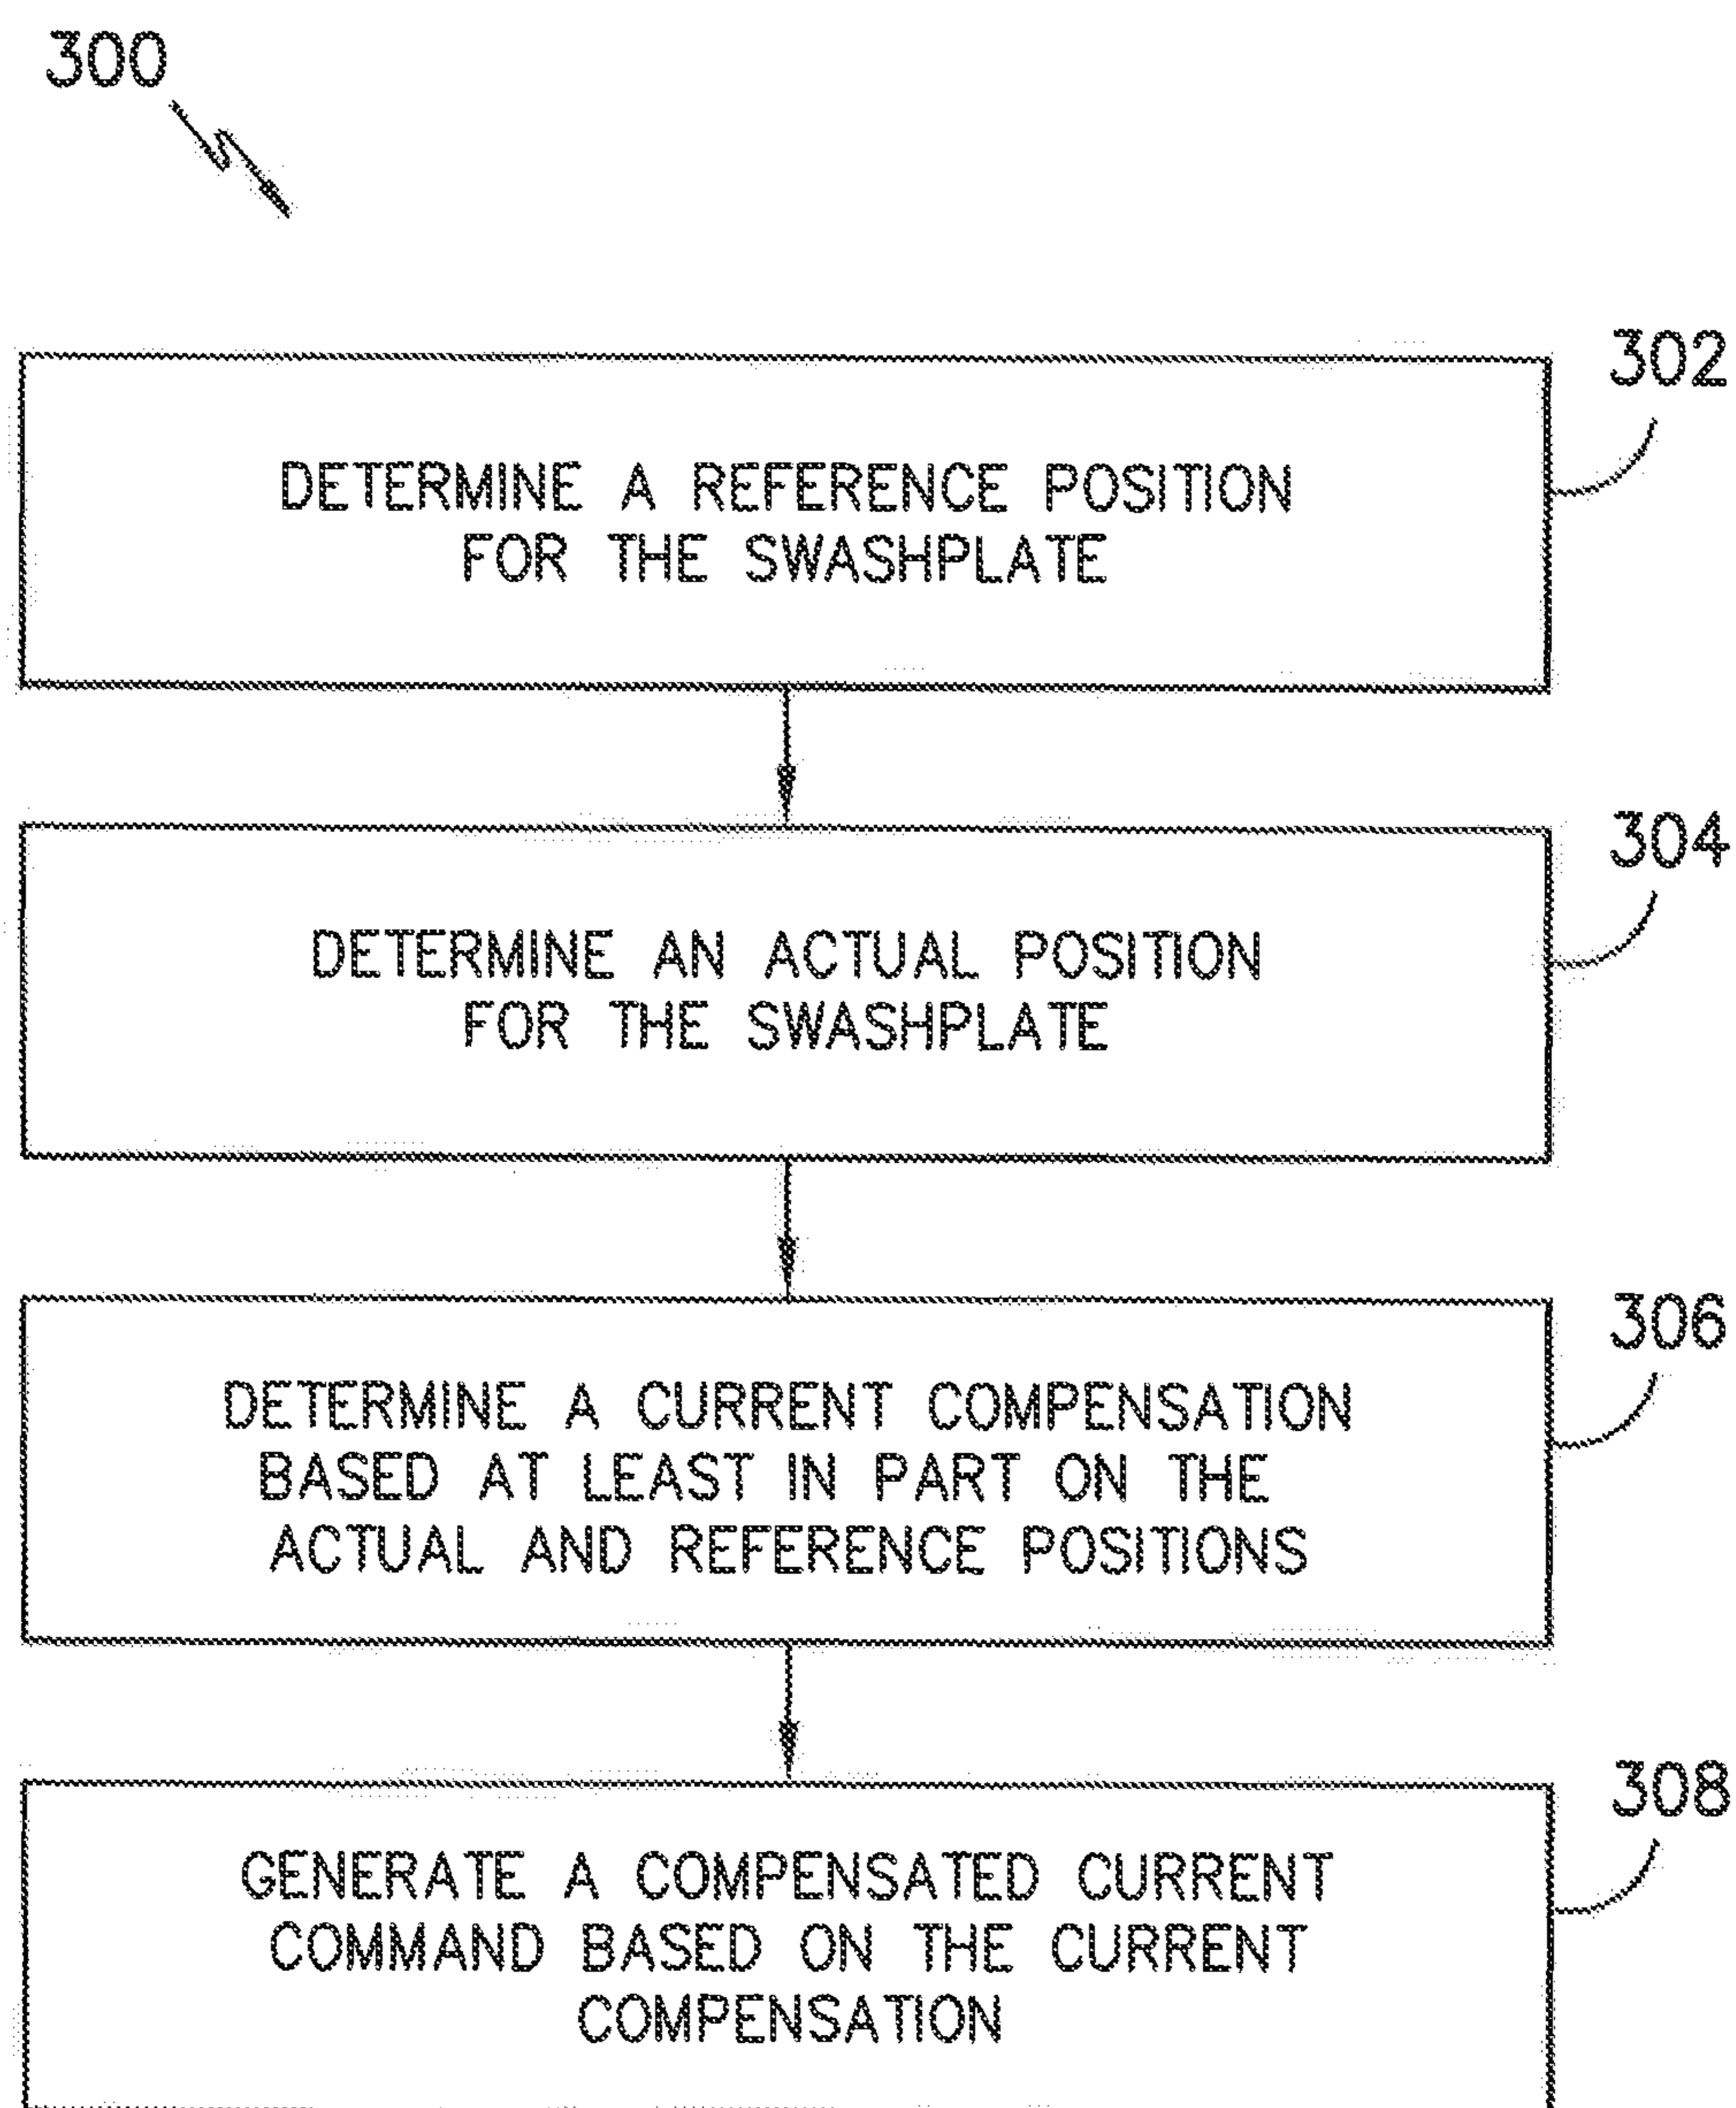 300
302
DETERMINE A REFERENCE POSITION
FOR THE SWASHPLATE
304
DETERMINE AN ACTUAL POSITION
FOR THE SWASHPLATE
306
DETERMINE A CURRENT COMPENSATION
BASED AT LEAST IN PART ON THE
ACTUAL AND REFERENCE POSITIONS
308
GENERATE A COMPENSATED CURRENT
COMMAND BASED ON THE CURRENT
COMPENSATION